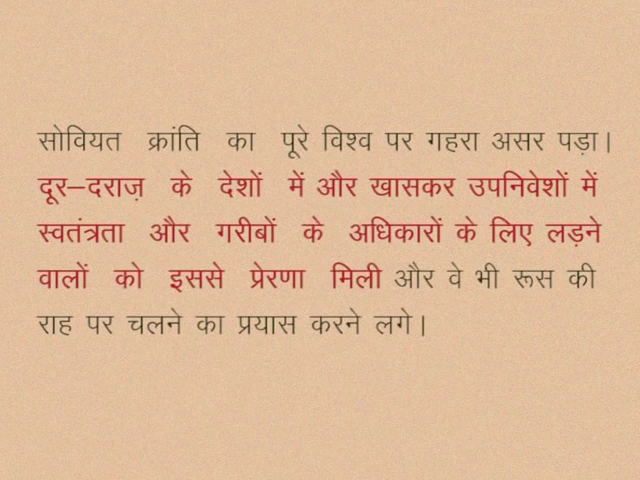 सोवियत क्रांति का पूरे विश्व पर गहरा असर पड़ा।
दूर–दराज़ के देशों में और खासकर उपनिवेशों में
स्वतंत्रता और गरीबों के अधिकारों के लिए लड़ने
वालों को इससे प्रेरणा मिली और वे भी रूस की
राह पर चलने का प्रयास करने लगे।